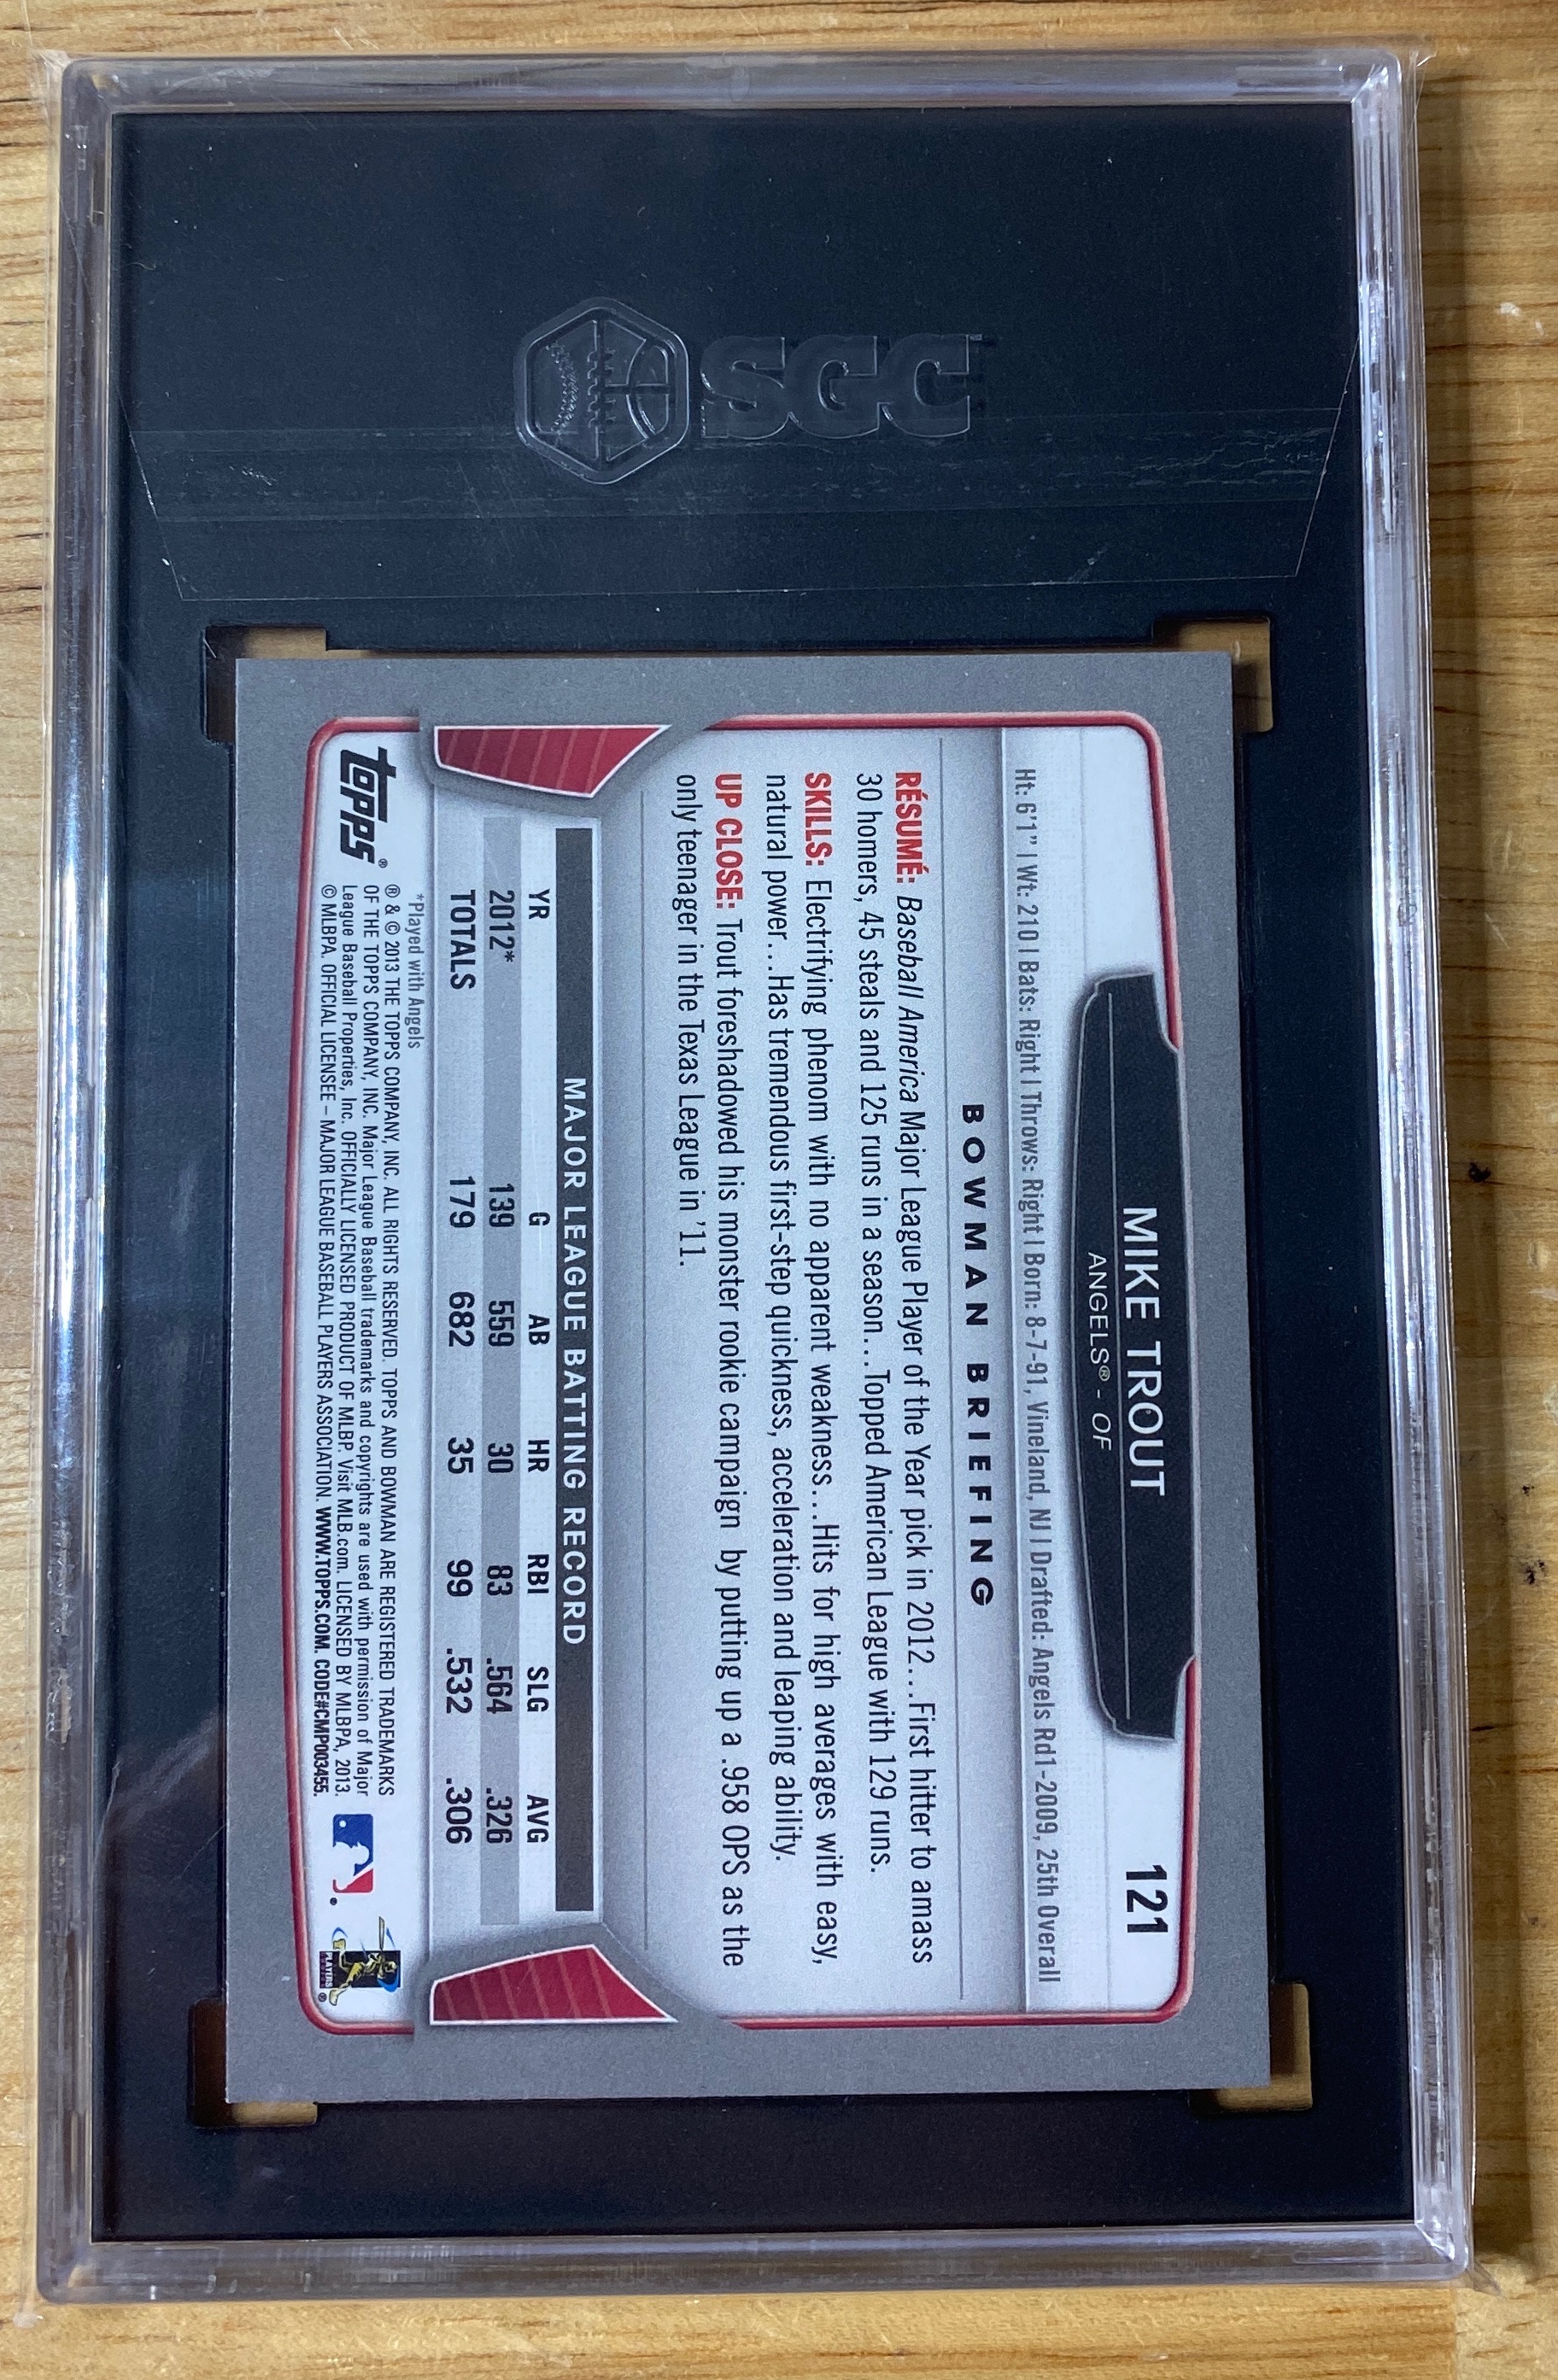 SGC
MIKE TROUT
ANGELS® - OF
121
Ht: 6'1" | Wt: 210 | Bats: Right | Throws: Right | Born: 8-7-91, Vineland, NJ | Drafted: Angels Rd1-2009, 25th Overall
BOWMAN BRIEFING
RÉSUMÉ: Baseball America Major League Player of the Year pick in 2012...First hitter to amass
30 homers, 45 steals and 125 runs in a season...Topped American League with 129 runs.
SKILLS: Electrifying phenom with no apparent weakness...Hits for high averages with easy,
natural power...Has tremendous first-step quickness, acceleration and leaping ability.
UP CLOSE: Trout foreshadowed his monster rookie campaign by putting up a .958 OPS as the
only teenager in the Texas League in '11.
MAJOR LEAGUE BATTING RECORD
YR G AB HR RBI SLG AVG
2012* 139 559 30 83 .564 .326
TOTALS 179 682 35 99 .532 .306
*Played with Angels
topps®
® & © 2013 THE TOPPS COMPANY, INC. ALL RIGHTS RESERVED. TOPPS AND BOWMAN ARE REGISTERED TRADEMARKS
OF THE TOPPS COMPANY, INC. Major League Baseball trademarks and copyrights are used with permission of Major
League Baseball Properties, Inc. OFFICIALLY LICENSED PRODUCT OF MLBP. Visit MLB.com. LICENSED BY MLBPA, 2013.
© MLBPA. OFFICIAL LICENSEE – MAJOR LEAGUE BASEBALL PLAYERS ASSOCIATION. WWW.TOPPS.COM. CODE#CMP003455.